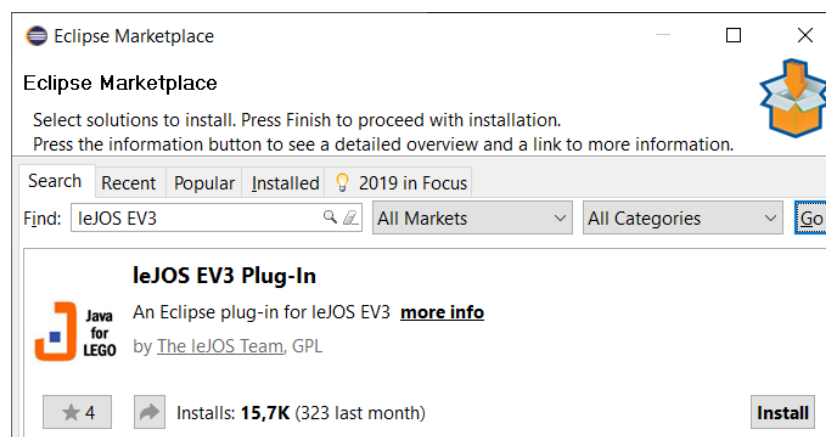 Eclipse Marketplace
Eclipse Marketplace
Select solutions to install. Press Finish to proceed with installation.
Press the information button to see a detailed overview and a link to more information.
Search Recent Popular Installed 2019 in Focus
Find: leJOS EV3 All Markets All Categories Go
leJOS EV3 Plug-In
An Eclipse plug-in for leJOS EV3 more info
Java
for
LEGO
by The leJOS Team, GPL
4 Installs: 15,7K (323 last month) Install